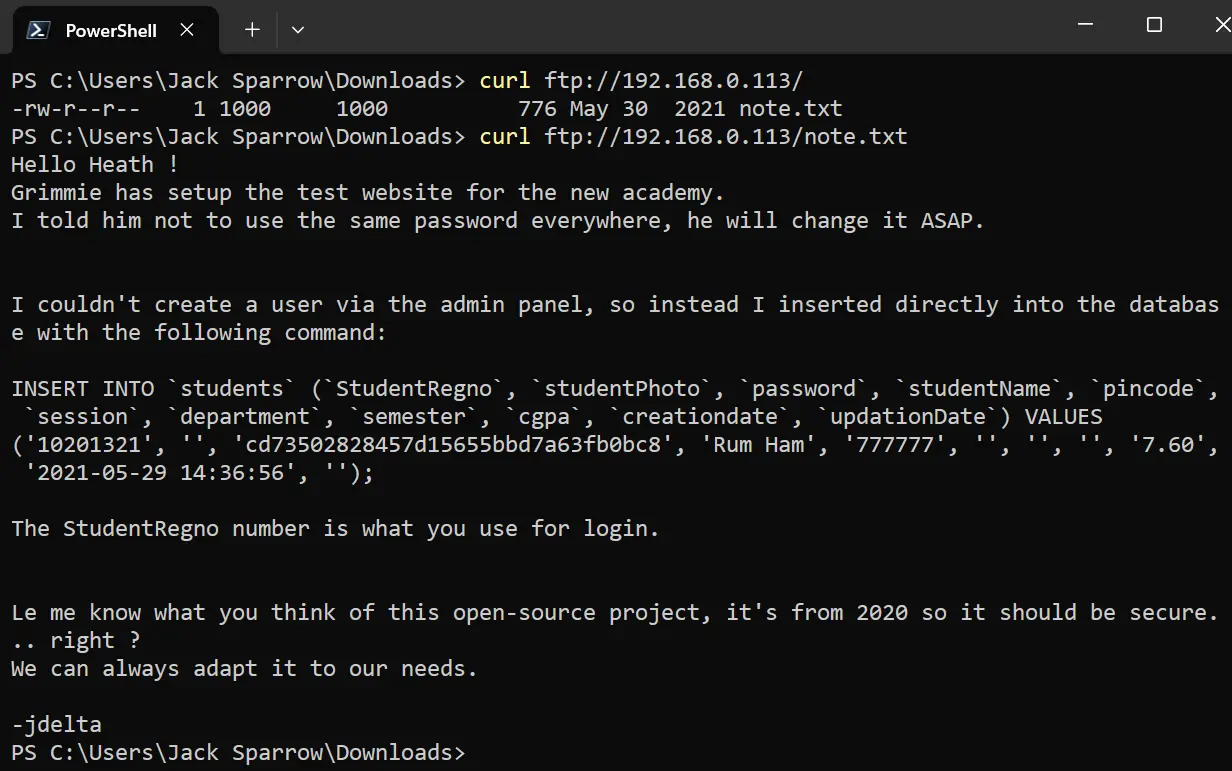 PowerShell
PS C:\Users\Jack Sparrow\Downloads> curl ftp://192.168.0.113/
-rw-r--r--    1 1000     1000          776 May 30  2021 note.txt
PS C:\Users\Jack Sparrow\Downloads> curl ftp://192.168.0.113/note.txt
Hello Heath !
Grimmie has setup the test website for the new academy.
I told him not to use the same password everywhere, he will change it ASAP.
I couldn't create a user via the admin panel, so instead I inserted directly into the databas
e with the following command:
INSERT INTO `students` (`StudentRegno`, `studentPhoto`, `password`, `studentName`, `pincode`,
 `session`, `department`, `semester`, `cgpa`, `creationdate`, `updationDate`) VALUES
('10201321', '', 'cd73502828457d15655bbd7a63fb0bc8', 'Rum Ham', '777777', '', '', '', '7.60',
 '2021-05-29 14:36:56', '');
The StudentRegno number is what you use for login.
Le me know what you think of this open-source project, it's from 2020 so it should be secure.
.. right ?
We can always adapt it to our needs.
-jdelta
PS C:\Users\Jack Sparrow\Downloads>